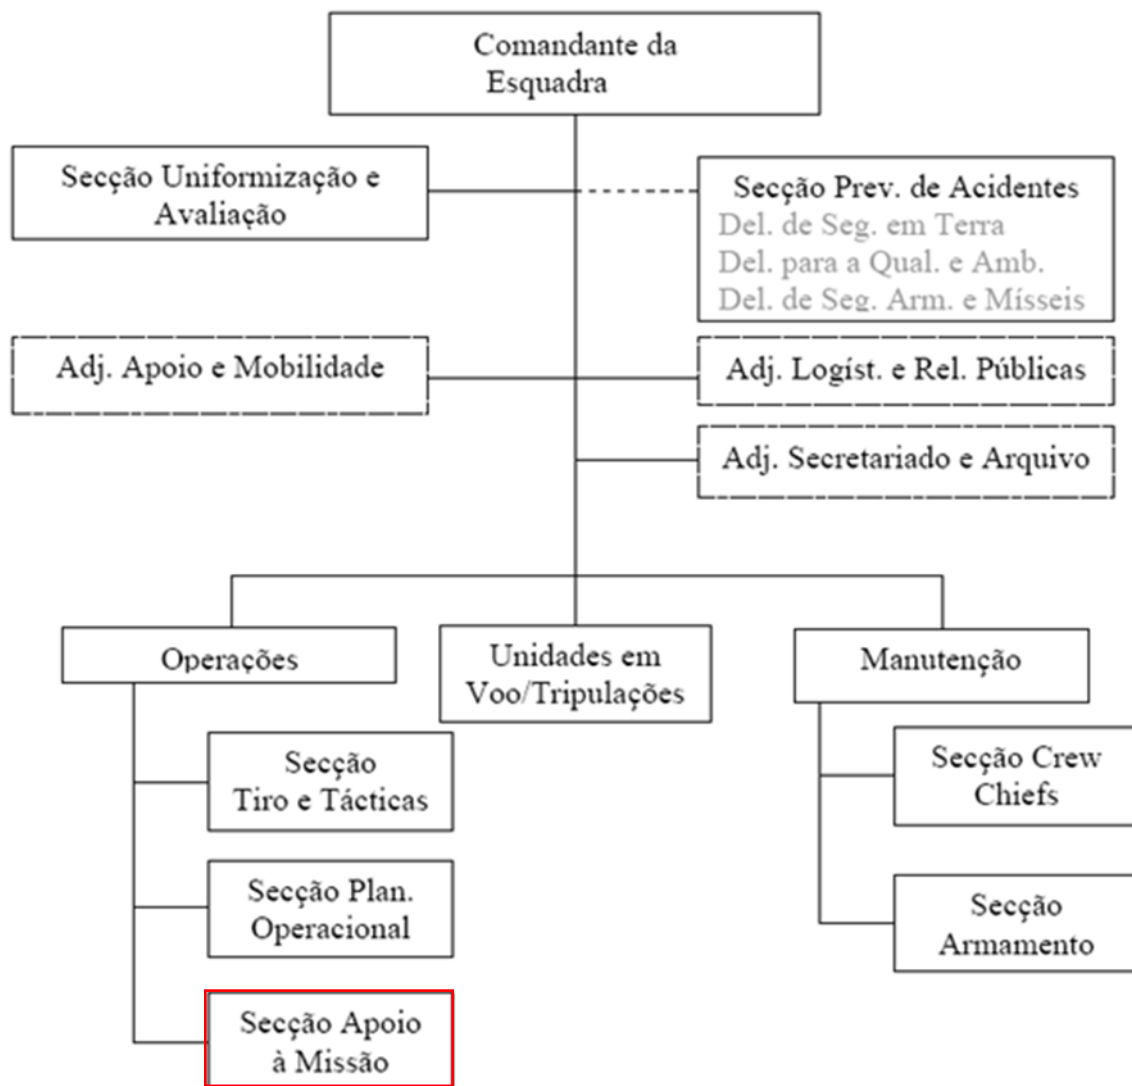 Comandante da
Esquadra
Secção Uniformização e
Avaliação
Secção Prev. de Acidentes
Del. de Seg. em Terra
Del. para a Qual. e Amb.
Del. de Seg. Arm. e Mísseis
Adj. Apoio e Mobilidade
Adj. Logíst. e Rel. Públicas
Adj. Secretariado e Arquivo
Operações
Unidades em
Voo/Tripulações
Manutenção
Secção
Tiro e Tácticas
Secção Plan.
Operacional
Secção Apoio
à Missão
Secção Crew
Chiefs
Secção
Armamento